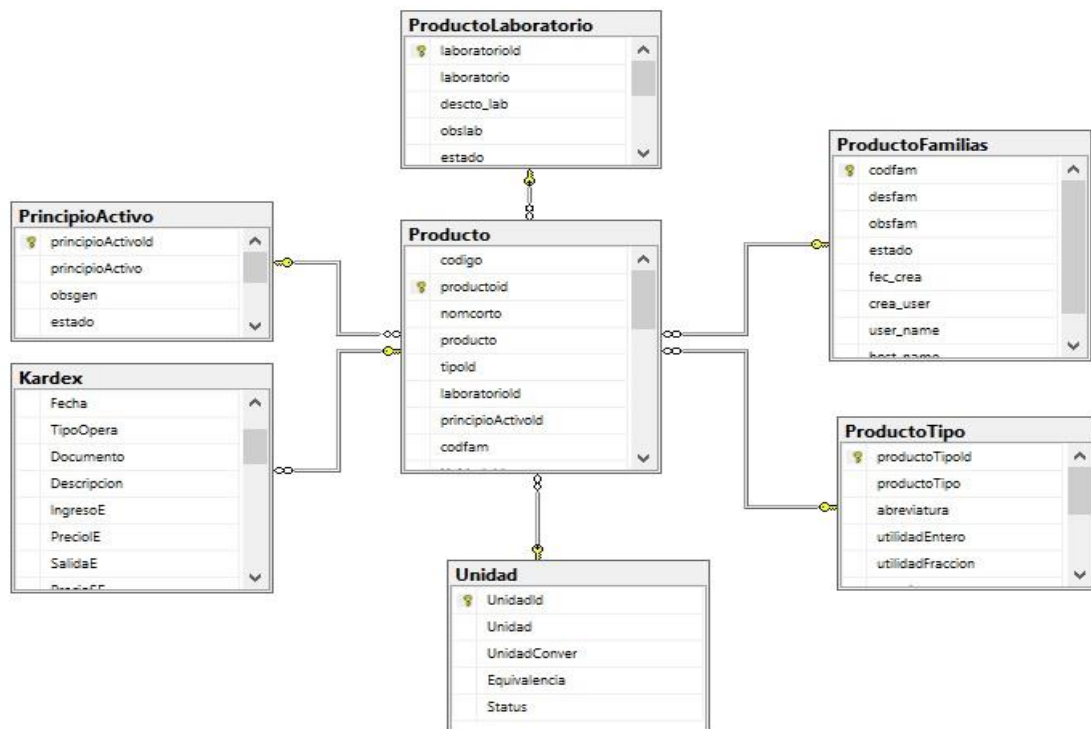 ProductoLaboratorio
laboratorioId
laboratorio
descto_lab
obslab
estado
ProductoFamilias
codfam
desfam
obsfam
estado
fec_crea
crea_user
user_name
host_name
PrincipioActivo
principioActivoId
principioActivo
obsgen
estado
Producto
codigo
productoid
nomcorto
producto
tipoId
laboratorioId
principioActivoId
codfam
Kardex
Fecha
TipoOpera
Documento
Descripcion
IngresoE
PrecioIE
SalidaE
ProductoTipo
productoTipoId
productoTipo
abreviatura
utilidadEntero
utilidadFraccion
Unidad
UnidadId
Unidad
UnidadConver
Equivalencia
Status